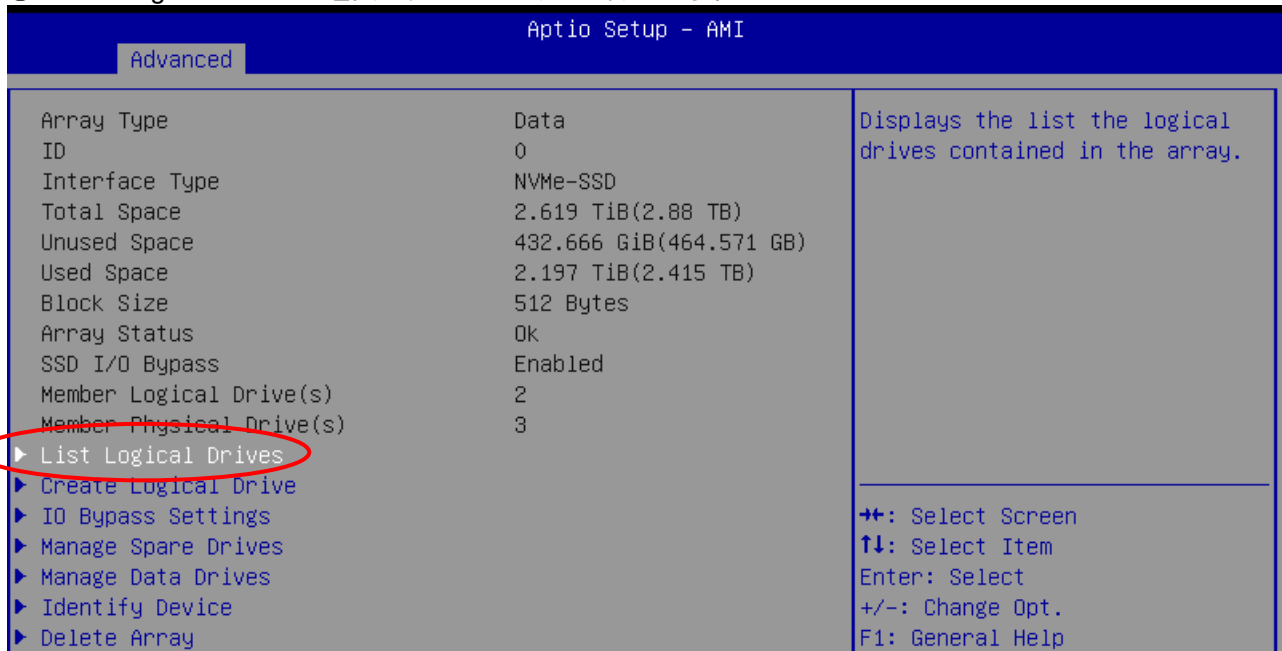 Aptio Setup – AMI
Advanced
Array Type Data
ID 0
Interface Type NVMe-SSD
Total Space 2.619 TiB(2.88 TB)
Unused Space 432.666 GiB(464.571 GB)
Used Space 2.197 TiB(2.415 TB)
Block Size 512 Bytes
Array Status Ok
SSD I/O Bypass Enabled
Member Logical Drive(s) 2
Member Physical Drive(s) 3
▶ List Logical Drives
▶ Create Logical Drive
▶ IO Bypass Settings
▶ Manage Spare Drives
▶ Manage Data Drives
▶ Identify Device
▶ Delete Array
Displays the list the logical
drives contained in the array.
→←: Select Screen
↑↓: Select Item
Enter: Select
+/-: Change Opt.
F1: General Help